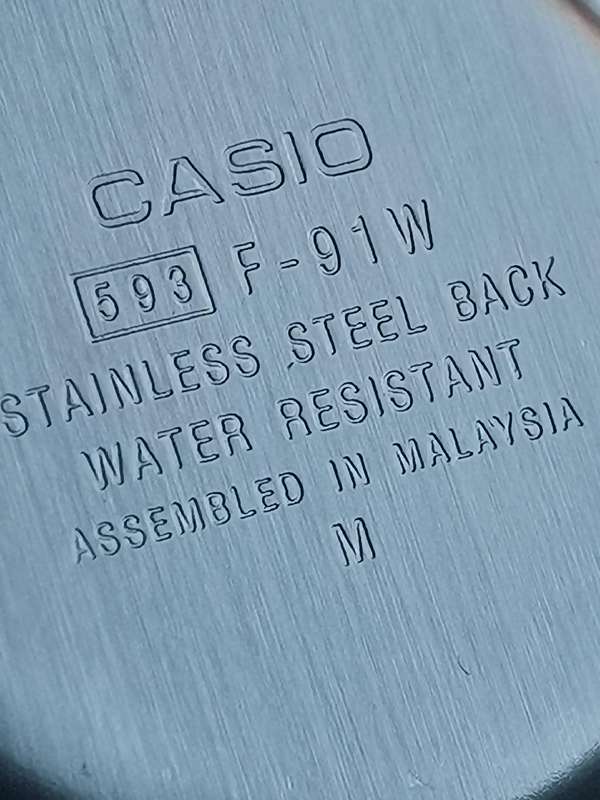 CASIO
593 F-91W
STAINLESS STEEL BACK
WATER RESISTANT
ASSEMBLED IN MALAYSIA
M